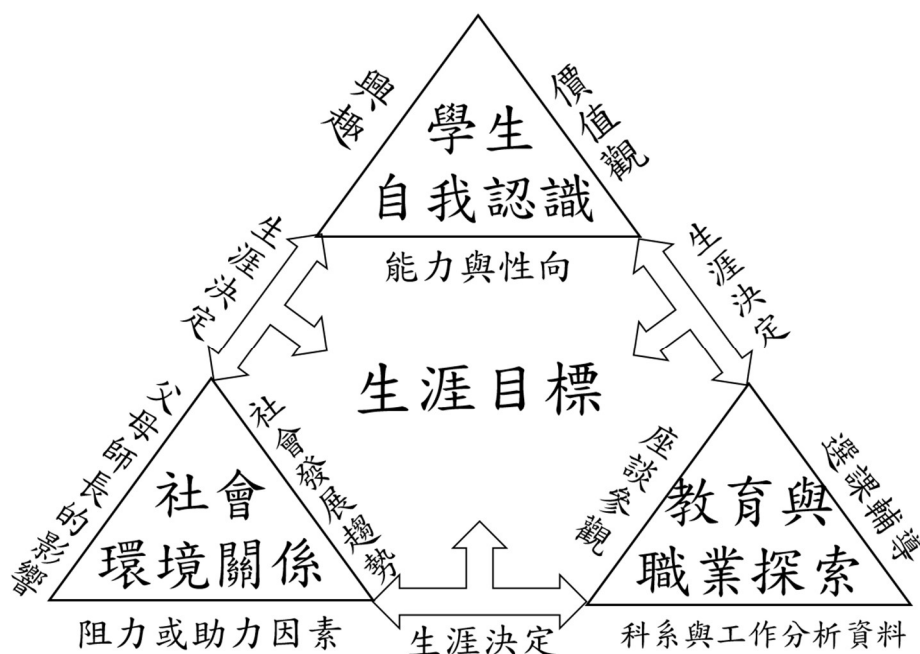 興趣
價值觀
學生
自我認識
能力與性向
生涯決定
生涯決定
生涯目標
父母師長的影響
社會發展趨勢
社會
環境關係
阻力或助力因素
座談參觀
選課輔導
教育與
職業探索
科系與工作分析資料
生涯決定